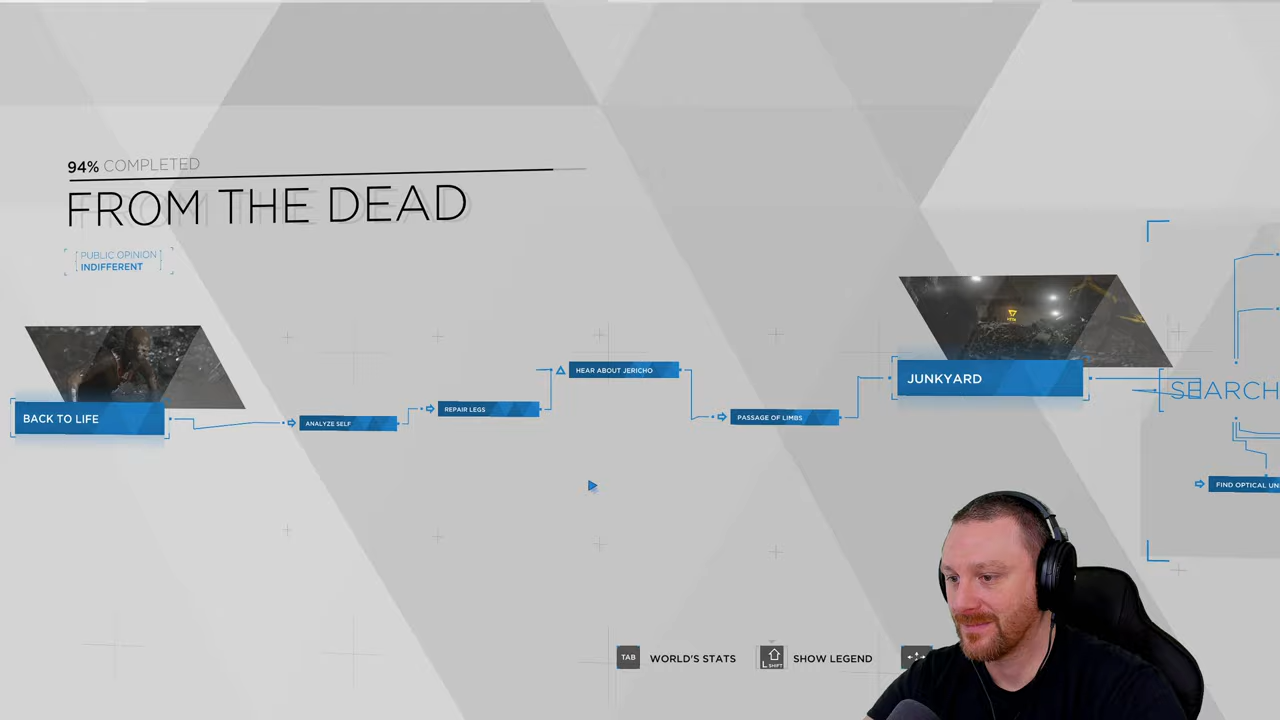 94% COMPLETED
FROM THE DEAD
PUBLIC OPINION
INDIFFERENT
BACK TO LIFE
ANALYZE SELF
REPAIR LEGS
HEAR ABOUT JERICHO
PASSAGE OF LIMBS
JUNKYARD
SEARCH
FIND OPTICAL UN
TAB WORLD'S STATS
L SHIFT SHOW LEGEND